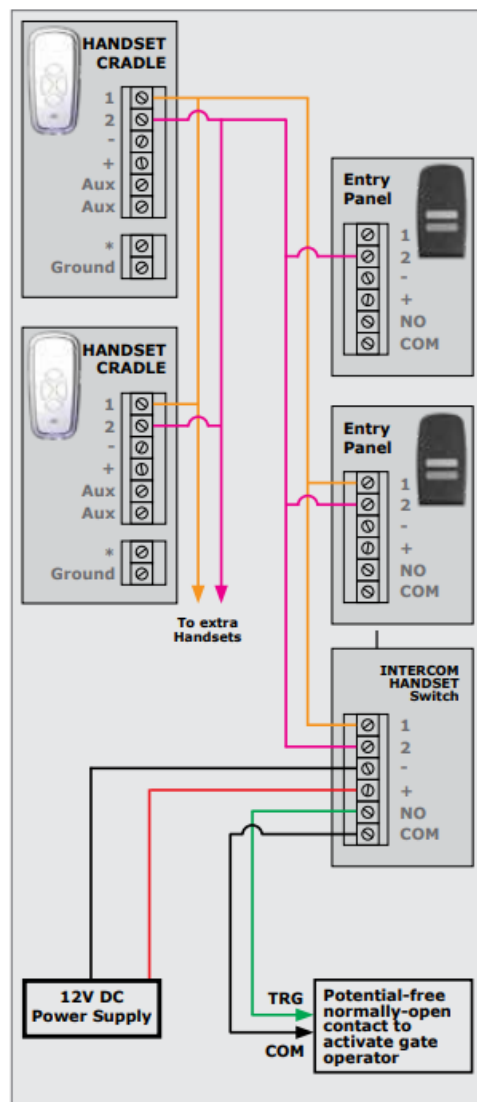 HANDSET
CRADLE
1
2
-
+
Aux
Aux
*
Ground
HANDSET
CRADLE
1
2
-
+
Aux
Aux
*
Ground
To extra
Handsets
Entry
Panel
1
2
-
+
NO
COM
Entry
Panel
1
2
-
+
NO
COM
INTERCOM
HANDSET
Switch
1
2
-
+
NO
COM
12V DC
Power Supply
TRG
COM
Potential-free
normally-open
contact to
activate gate
operator